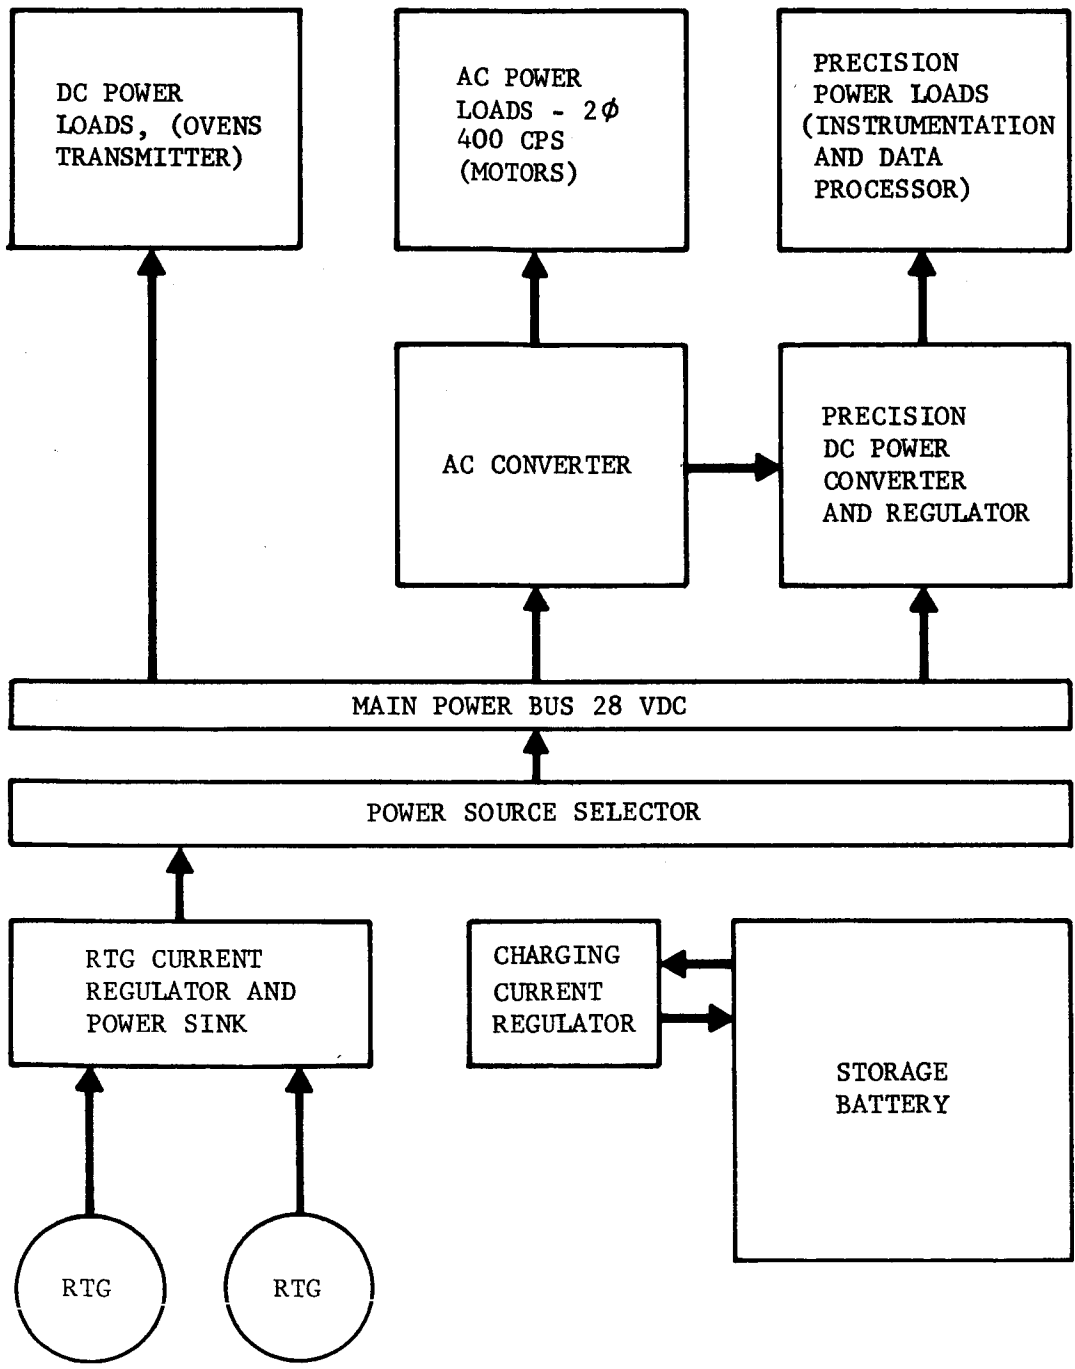 DC POWER
LOADS, (OVENS
TRANSMITTER)
AC POWER
LOADS - 2ϕ
400 CPS
(MOTORS)
PRECISION
POWER LOADS
(INSTRUMENTATION
AND DATA
PROCESSOR)
AC CONVERTER
PRECISION
DC POWER
CONVERTER
AND REGULATOR
MAIN POWER BUS 28 VDC
POWER SOURCE SELECTOR
RTG CURRENT
REGULATOR AND
POWER SINK
CHARGING
CURRENT
REGULATOR
STORAGE
BATTERY
RTG
RTG